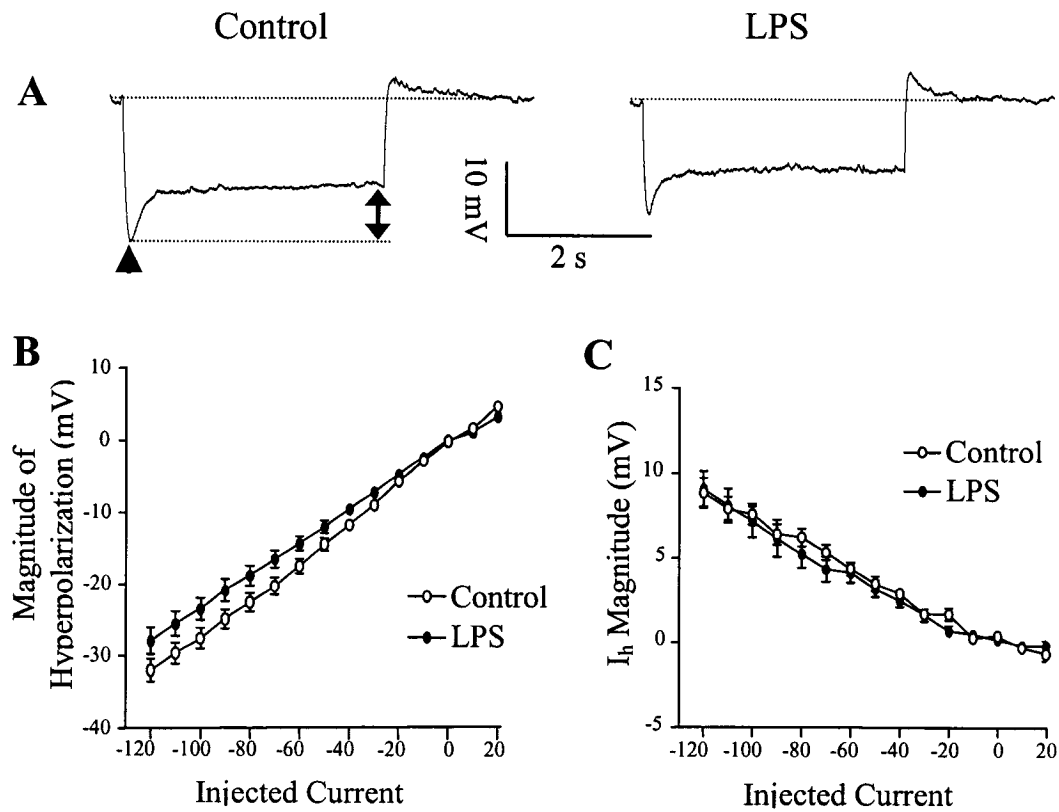 Control
LPS
A
10 mV
2 s
B
Magnitude of
Hyperpolarization (mV)
10
0
-10
-20
-30
-40
Control
LPS
-120
-100
-80
-60
-40
-20
0
20
Injected Current
C
Ih Magnitude (mV)
15
10
5
0
-5
Control
LPS
-120
-100
-80
-60
-40
-20
0
20
Injected Current